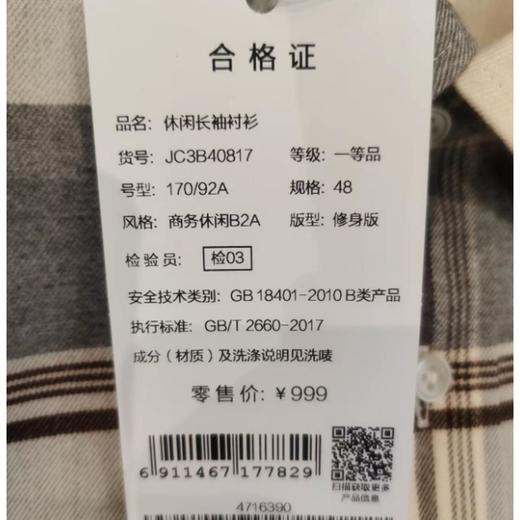 合格证
品名: 休闲长袖衬衫
货号: JC3B40817 等级: 一等品
号型: 170/92A 规格: 48
风格: 商务休闲B2A 版型: 修身版
检验员: 检03
安全技术类别: GB 18401-2010 B类产品
执行标准: GB/T 2660-2017
成分（材质）及洗涤说明见洗唛
零售价: ¥999
6 911467 177829
扫描获取更多
产品信息
4716390